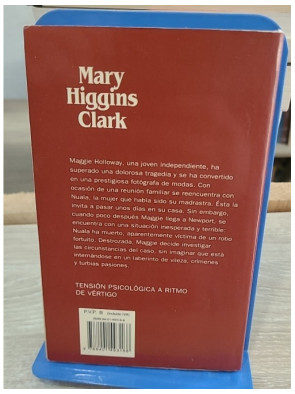 Mary
Higgins
Clark
Maggie Holloway, una joven independiente, ha
superado una dolorosa tragedia y se ha convertido
en una prestigiosa fotógrafa de modas. Con
ocasión de una reunión familiar se reencuentra con
Nuala, la mujer que había sido su madrastra. Ésta la
invita a pasar unos días en su casa. Sin embargo,
cuando poco después Maggie llega a Newport, se
encuentra con una situación inesperada y terrible:
Nuala ha muerto, aparentemente víctima de un robo
fortuito. Destrozada, Maggie decide investigar
las circunstancias del caso, sin imaginar que está
internándose en un laberinto de vileza, crímenes
y turbias pasiones.
TENSIÓN PSICOLÓGICA A RITMO
DE VÉRTIGO
P.V.P.